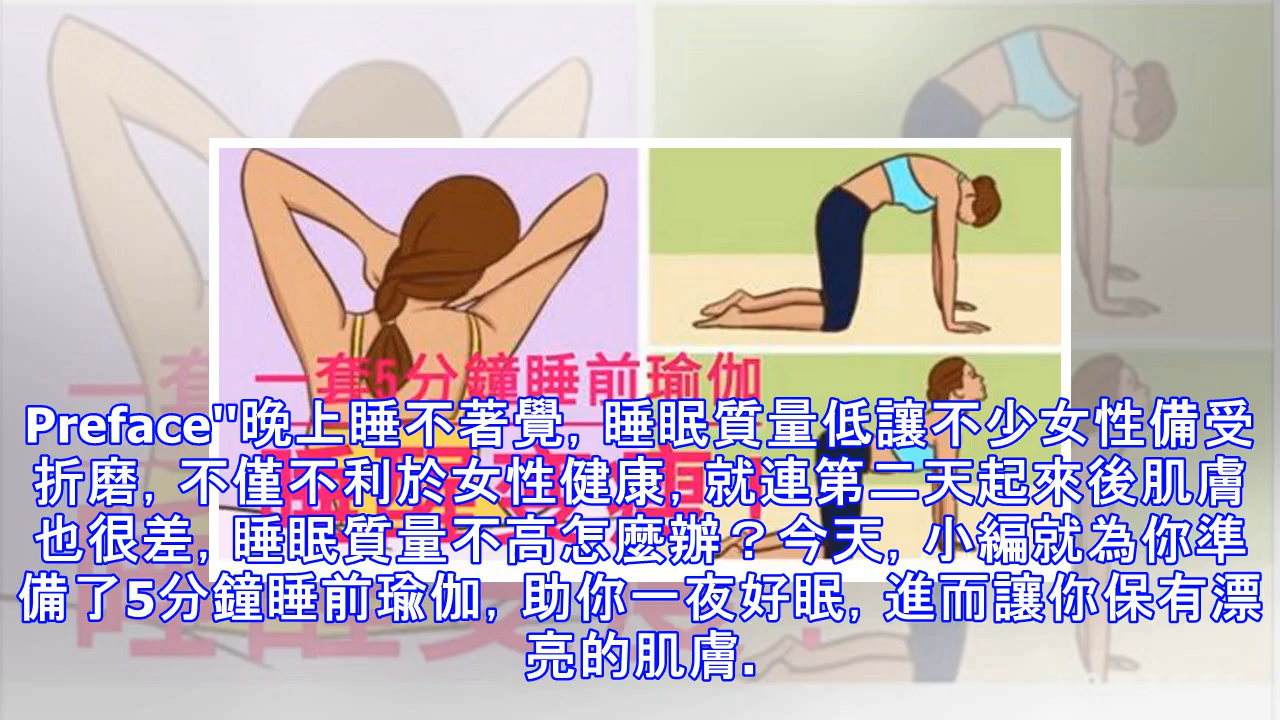 一套5分鐘睡前瑜伽
Preface"晚上睡不著覺, 睡眠質量低讓不少女性備受
折磨, 不僅不利於女性健康, 就連第二天起來後肌膚
也很差, 睡眠質量不高怎麼辦？今天, 小編就為你準
備了5分鐘睡前瑜伽, 助你一夜好眠, 進而讓你保有漂
亮的肌膚.